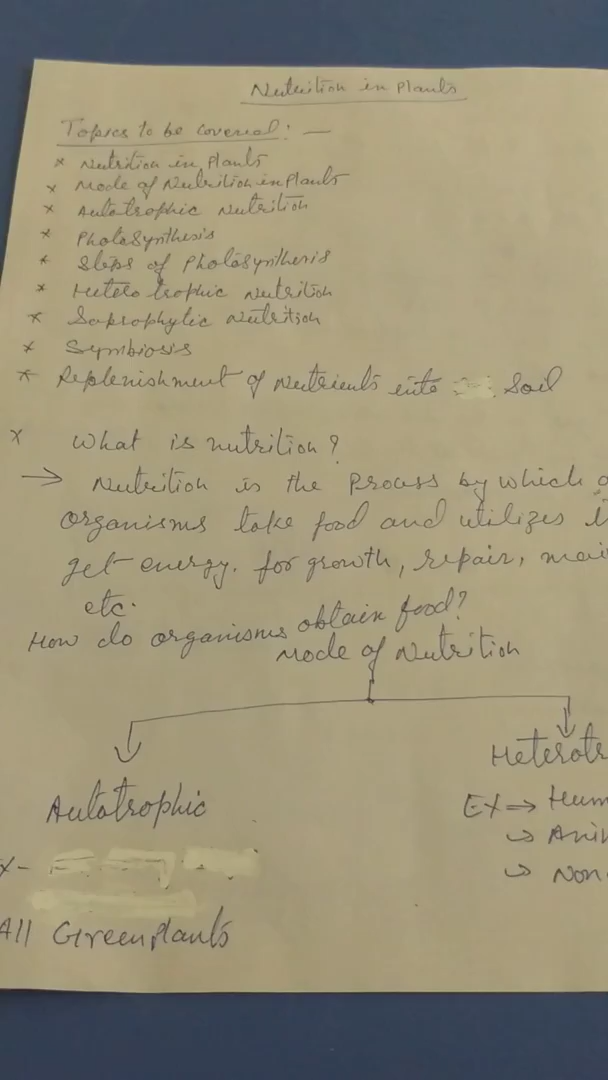 Nutrition in Plants
Topics to be covered: —
× Nutrition in Plants
× Mode of Nutrition in Plants
× Autotrophic Nutrition
× Photosynthesis
× Steps of Photosynthesis
× Heterotrophic Nutrition
× Saprophytic Nutrition
× Symbiosis
× Replenishment of Nutrients into Soil
× What is nutrition?
→ Nutrition is the Process by which
organisms take food and utilizes
get energy. for growth, repair,
etc.
How do organisms obtain food?
Mode of Nutrition
Autotrophic
All Green plants
Ex ⇒